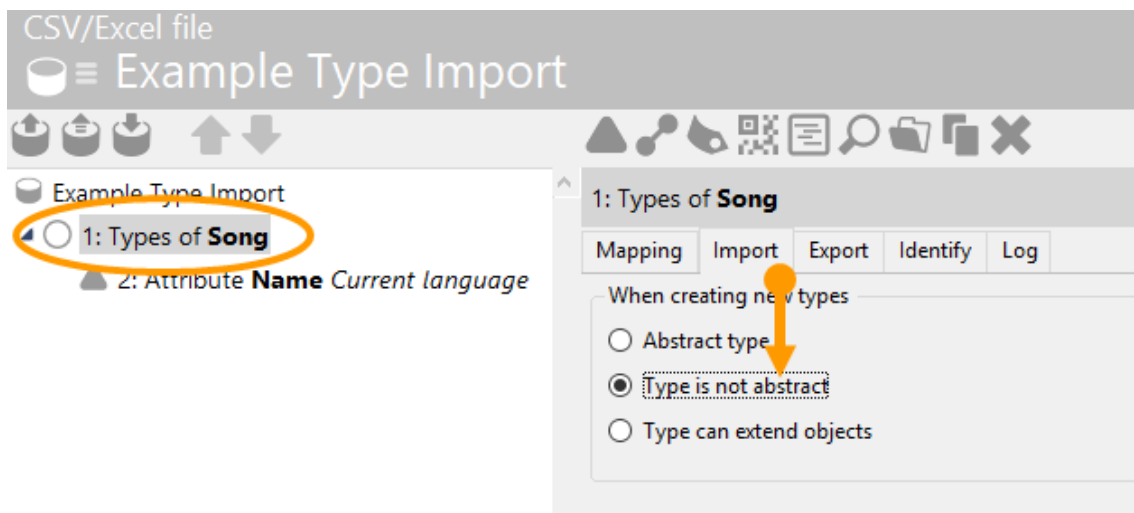 CSV/Excel file
Example Type Import
Example Type Import
1: Types of Song
2: Attribute Name Current language
1: Types of Song
Mapping Import Export Identify Log
When creating new types
Abstract type
Type is not abstract
Type can extend objects